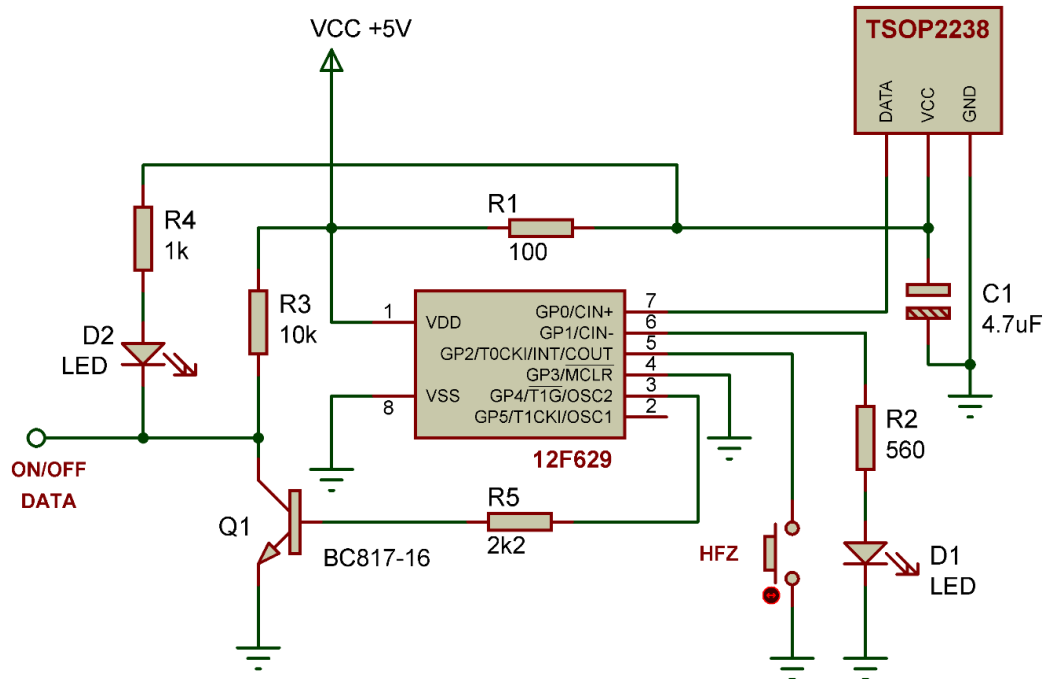 VCC +5V
TSOP2238
DATA
VCC
GND
R4
1k
R1
100
R3
10k
C1
4.7uF
D2
LED
1
VDD
GP0/CIN+
7
GP1/CIN-
6
GP2/T0CKI/INT/COUT
5
GP3/MCLR
4
GP4/T1G/OSC2
3
GP5/T1CKI/OSC1
2
VSS
8
12F629
R2
560
ON/OFF
DATA
R5
2k2
Q1
BC817-16
HFZ
D1
LED